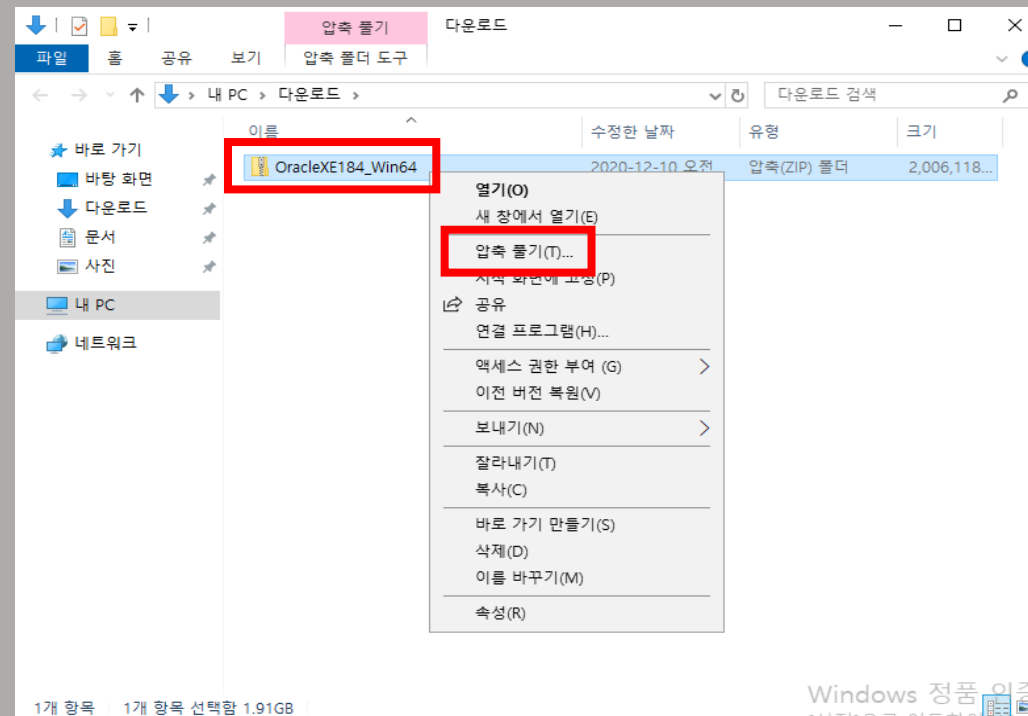 압축 풀기 다운로드
파일 홈 공유 보기 압축 폴더 도구
내 PC 다운로드 다운로드 검색
이름 수정한 날짜 유형 크기
바로 가기
OracleXE184_Win64 2020-12-10 오전 압축(ZIP) 폴더 2,006,118...
바탕 화면
다운로드
문서
사진
내 PC
네트워크
열기(O)
새 창에서 열기(E)
압축 풀기(T)...
시작 화면에 고정(P)
공유
연결 프로그램(H)...
액세스 권한 부여 (G)
이전 버전 복원(V)
보내기(N)
잘라내기(T)
복사(C)
바로 가기 만들기(S)
삭제(D)
이름 바꾸기(M)
속성(R)
Windows 정품 인증
1개 항목 1개 항목 선택함 1.91GB